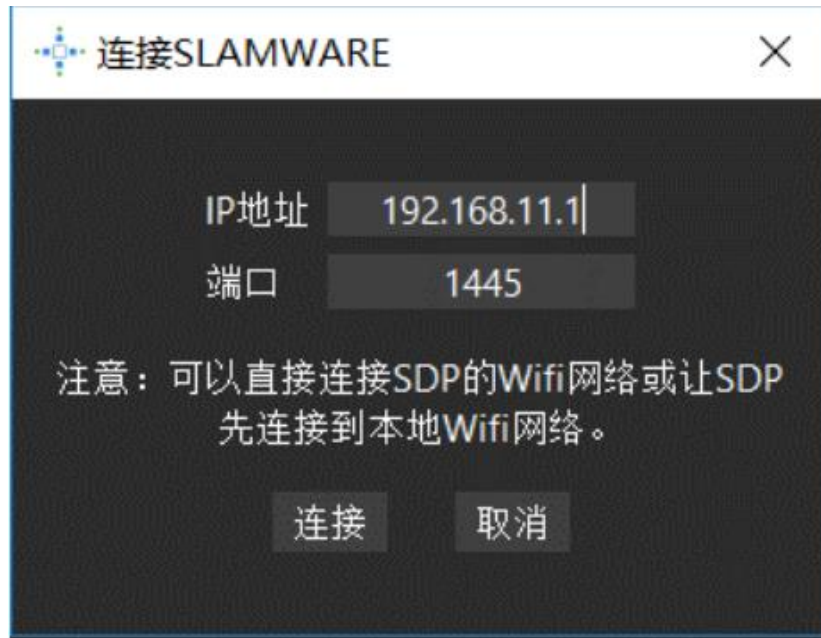 连接SLAMWARE
IP地址 192.168.11.1
端口 1445
注意：可以直接连接SDP的Wifi网络或让SDP
先连接到本地Wifi网络。
连接 取消